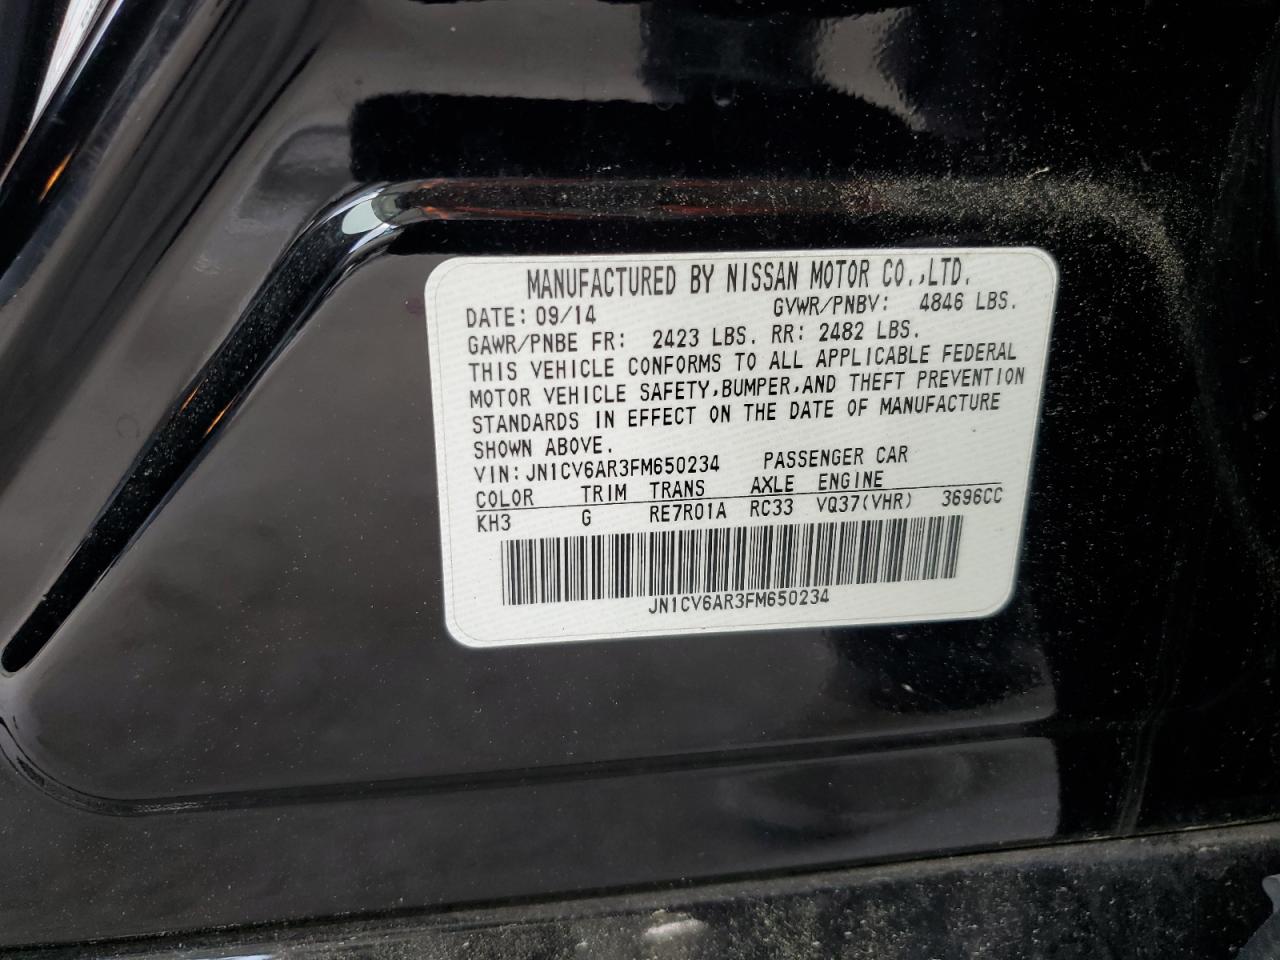 MANUFACTURED BY NISSAN MOTOR CO.,LTD.
DATE: 09/14 GVWR/PNBV: 4846 LBS.
GAWR/PNBE FR: 2423 LBS. RR: 2482 LBS.
THIS VEHICLE CONFORMS TO ALL APPLICABLE FEDERAL
MOTOR VEHICLE SAFETY,BUMPER,AND THEFT PREVENTION
STANDARDS IN EFFECT ON THE DATE OF MANUFACTURE
SHOWN ABOVE.
VIN:JN1CV6AR3FM650234 PASSENGER CAR
COLOR TRIM TRANS AXLE ENGINE
KH3 G RE7R01A RC33 VQ37(VHR) 3696CC
JN1CV6AR3FM650234